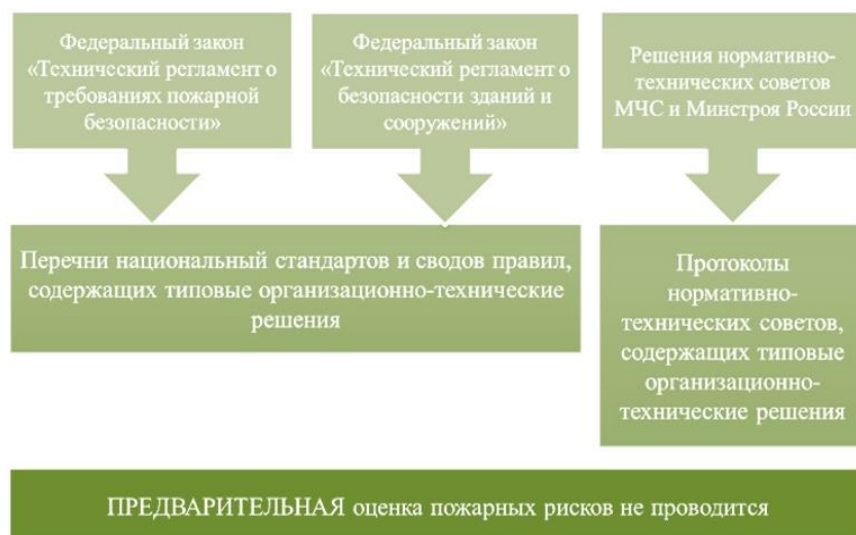 Федеральный закон
«Технический регламент о
требованиях пожарной
безопасности»
Федеральный закон
«Технический регламент о
безопасности зданий и
сооружений»
Решения нормативно-
технических советов
МЧС и Минстроя России
Перечни национальный стандартов и сводов правил,
содержащих типовые организационно-технические
решения
Протоколы
нормативно-
технических советов,
содержащих типовые
организационно-
технические решения
ПРЕДВАРИТЕЛЬНАЯ оценка пожарных рисков не проводится